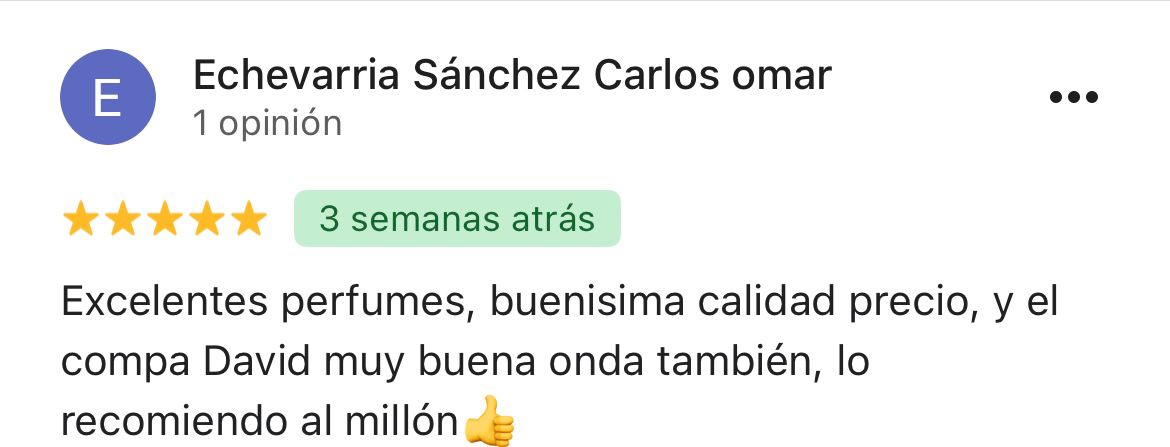 E
Echevarria Sánchez Carlos omar
1 opinión
3 semanas atrás
Excelentes perfumes, buenisima calidad precio, y el
compa David muy buena onda también, lo
recomiendo al millón👍